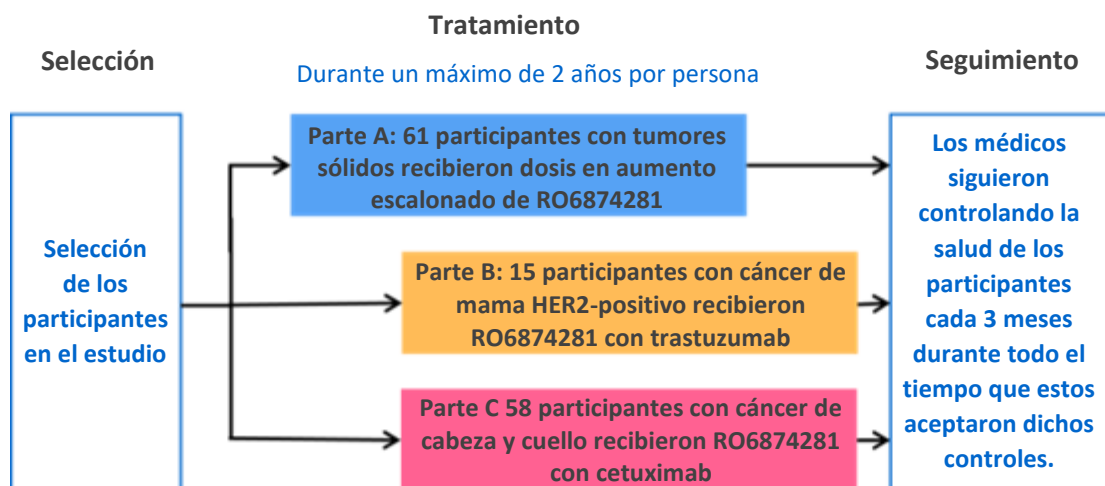 Selección
Tratamiento
Durante un máximo de 2 años por persona
Seguimiento
Selección
de los
participantes
en el estudio
Parte A: 61 participantes con tumores
sólidos recibieron dosis en aumento
escalonado de RO6874281
Parte B: 15 participantes con cáncer de
mama HER2-positivo recibieron
RO6874281 con trastuzumab
Parte C 58 participantes con cáncer de
cabeza y cuello recibieron RO6874281
con cetuximab
Los médicos
siguieron
controlando la
salud de los
participantes
cada 3 meses
durante todo el
tiempo que estos
aceptaron dichos
controles.